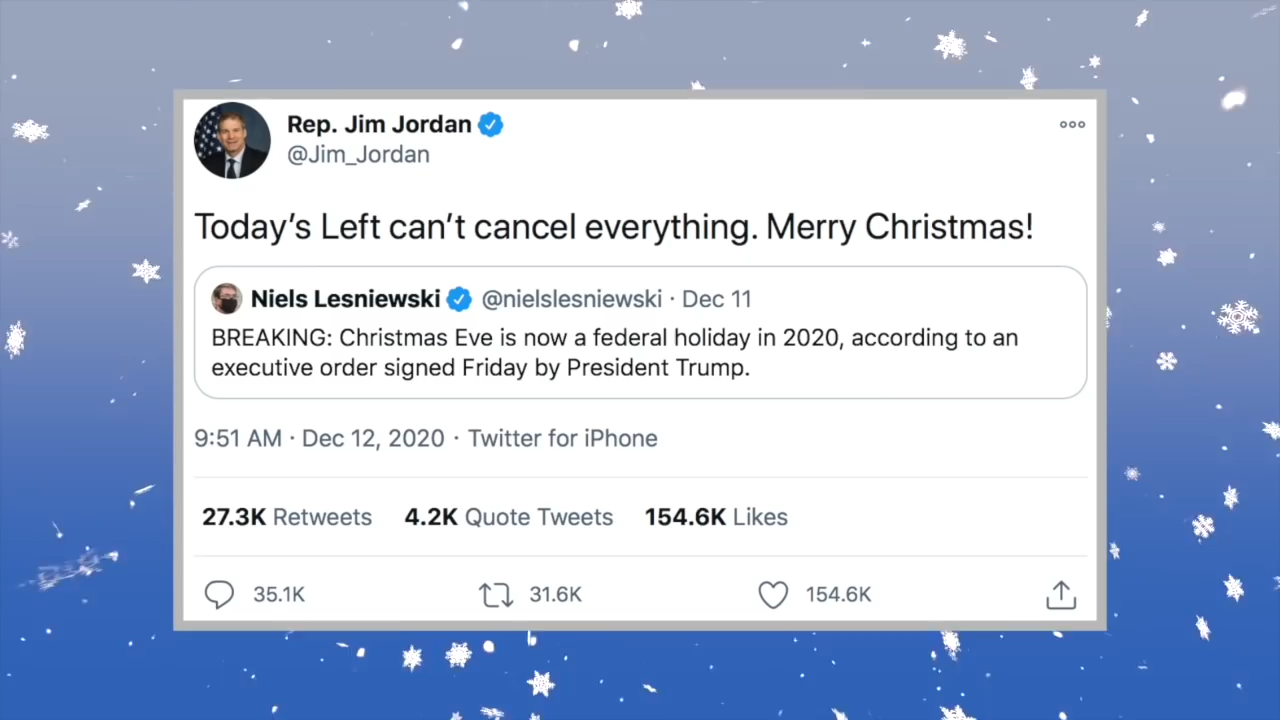 Rep. Jim Jordan
@Jim_Jordan
Today's Left can't cancel everything. Merry Christmas!
Niels Lesniewski @nielslesniewski · Dec 11
BREAKING: Christmas Eve is now a federal holiday in 2020, according to an
executive order signed Friday by President Trump.
9:51 AM · Dec 12, 2020 · Twitter for iPhone
27.3K Retweets 4.2K Quote Tweets 154.6K Likes
35.1K 31.6K 154.6K